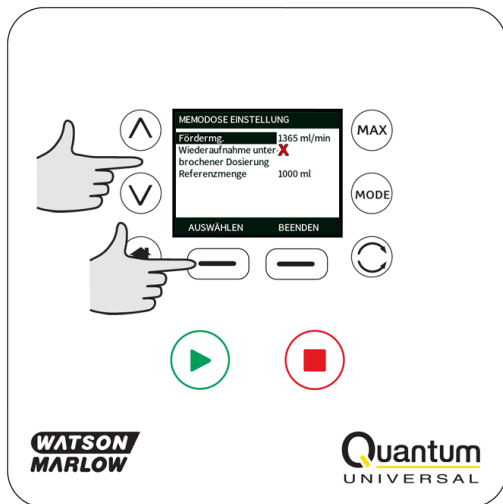 MEMODOSE EINSTELLUNG
Fördermg. 1365 ml/min
Wiederaufnahme unter-
brochener Dosierung
Referenzmenge 1000 ml
AUSWÄHLEN BEENDEN
MAX
MODE
WATSON
MARLOW
Quantum
UNIVERSAL